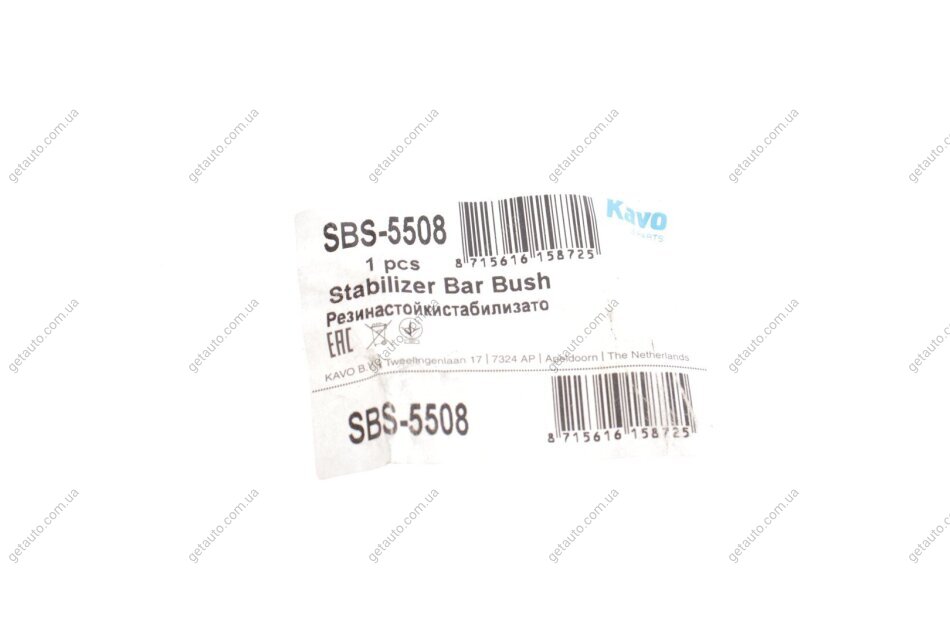 SBS-5508
8 715616 158725
Kavo
PARTS
1 pcs
Stabilizer Bar Bush
Резинастойкистабилизато
EAC
KAVO B.V. Tweelingenlaan 17 | 7324 AP | Apeldoorn | The Netherlands
SBS-5508
8 715616 158725
getauto.com.ua